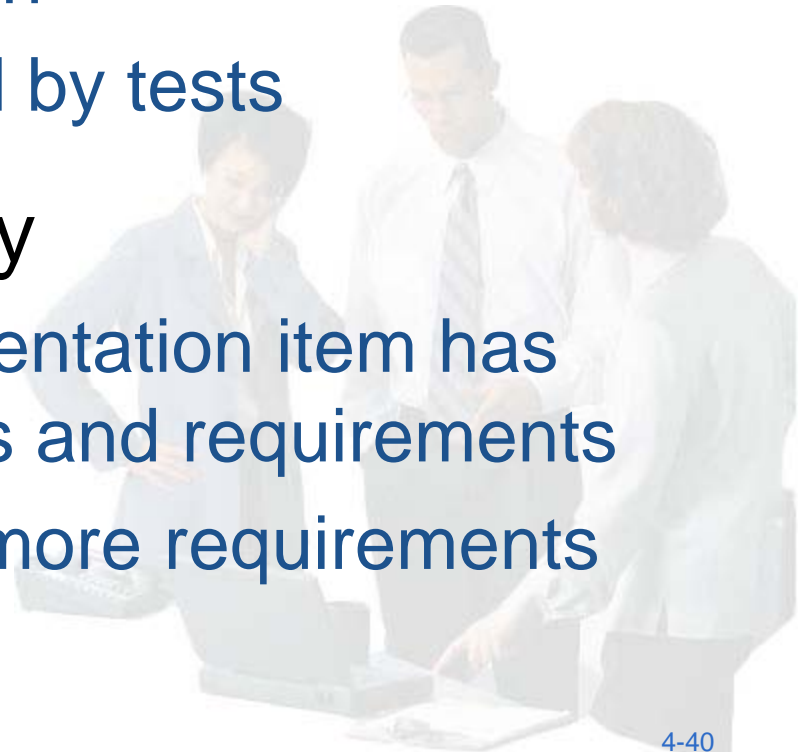 by tests
y
entation item has
s and requirements
more requirements
4-40